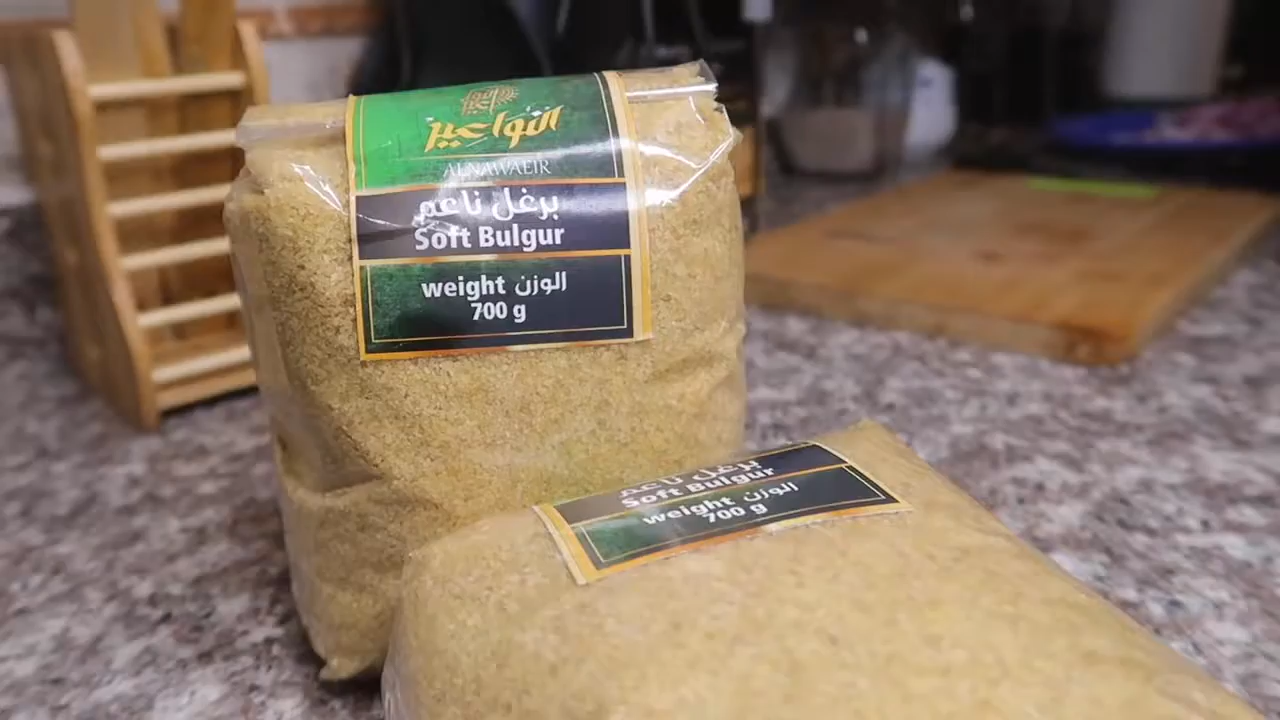 النواعير
ALNAWAEIR
برغل ناعم
Soft Bulgur
weight الوزن
700 g
برغل ناعم
Soft Bulgur
weight الوزن
700 g